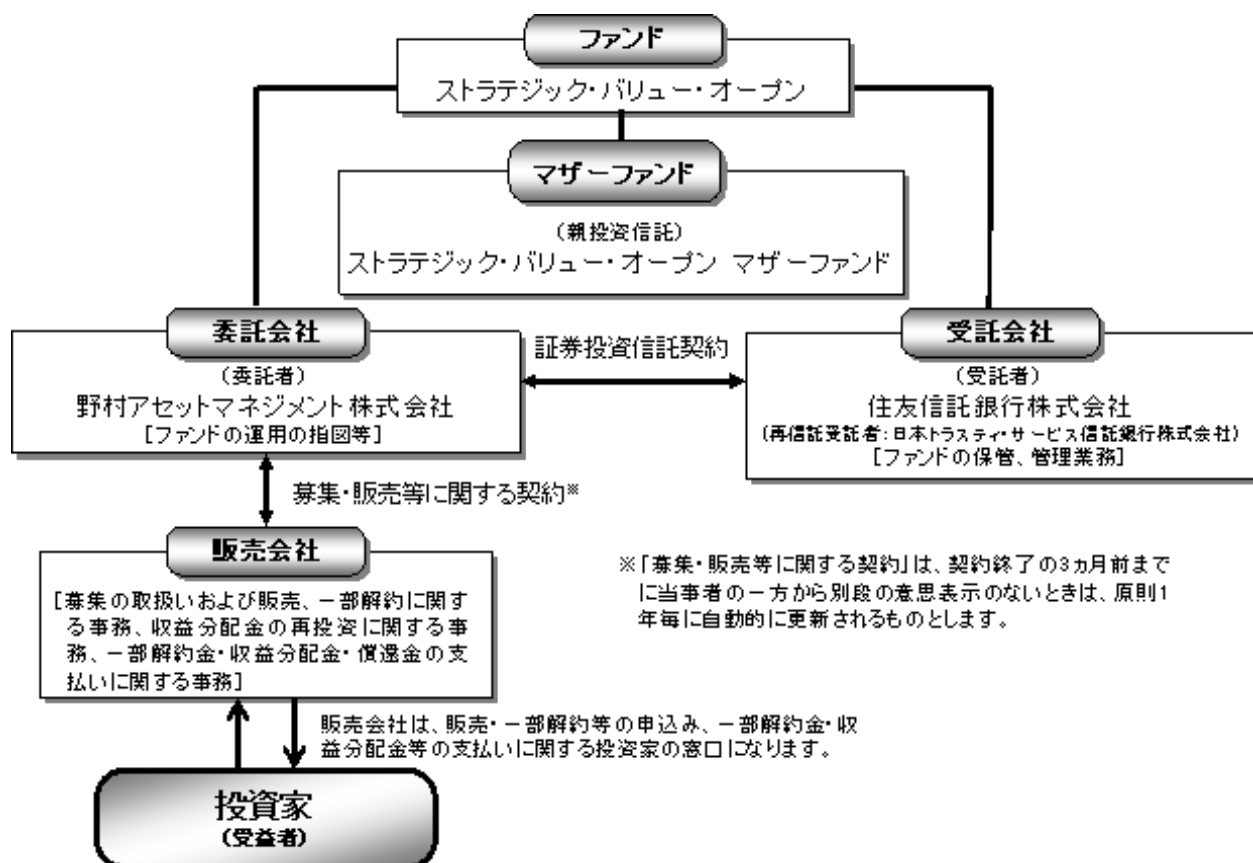 ファンド
ストラテジック・バリュー・オープン
マザーファンド
(親投資信託)
ストラテジック・バリュー・オープン マザーファンド
委託会社
(委託者)
野村アセットマネジメント株式会社
[ファンドの運用の指図等]
証券投資信託契約
受託会社
(受託者)
住友信託銀行株式会社
(再信託受託者:日本トラスティ・サービス信託銀行株式会社)
[ファンドの保管、管理業務]
募集・販売等に関する契約※
販売会社
[募集の取扱いおよび販売、一部解約に関す
る事務、収益分配金の再投資に関する事
務、一部解約金・収益分配金・償還金の支
払いに関する事務]
※「募集・販売等に関する契約」は、契約終了の3ヵ月前まで
に当事者の一方から別段の意思表示のないときは、原則1
年毎に自動的に更新されるものとします。
販売会社は、販売・一部解約等の申込み、一部解約金・収
益分配金等の支払いに関する投資家の窓口になります。
投資家
(受益者)